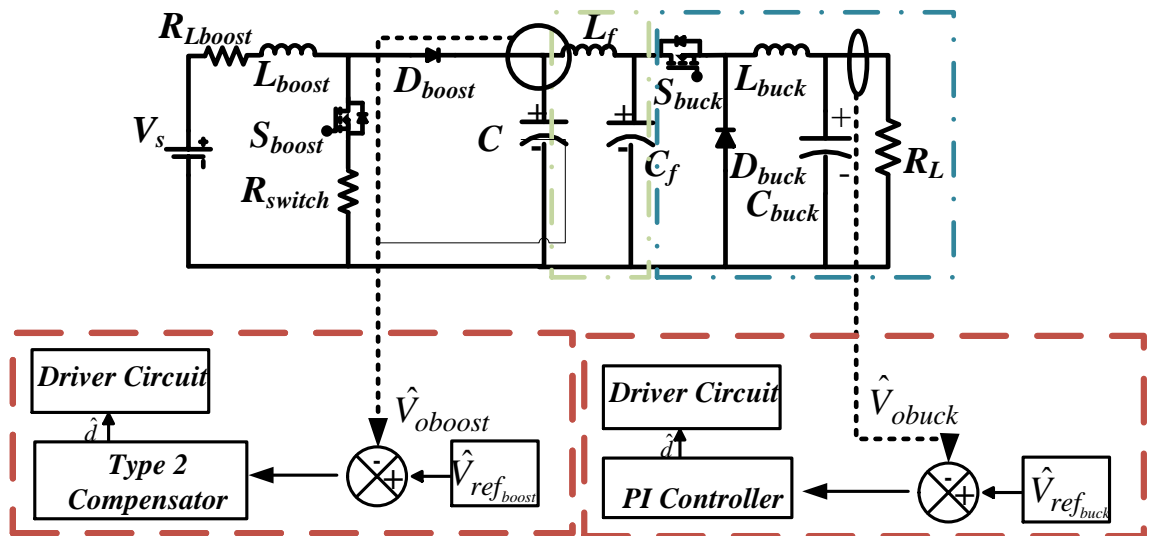 R_Lboost
L_boost
D_boost
L_f
S_buck
L_buck
V_s
+
S_boost
R_switch
C
+
-
+
-
C_f
D_buck
C_buck
+
-
R_L
Driver Circuit
d̂
Type 2
Compensator
V̂_oboost
-
+
V̂_ref_boost
Driver Circuit
d̂
PI Controller
V̂_obuck
-
+
V̂_ref_buck